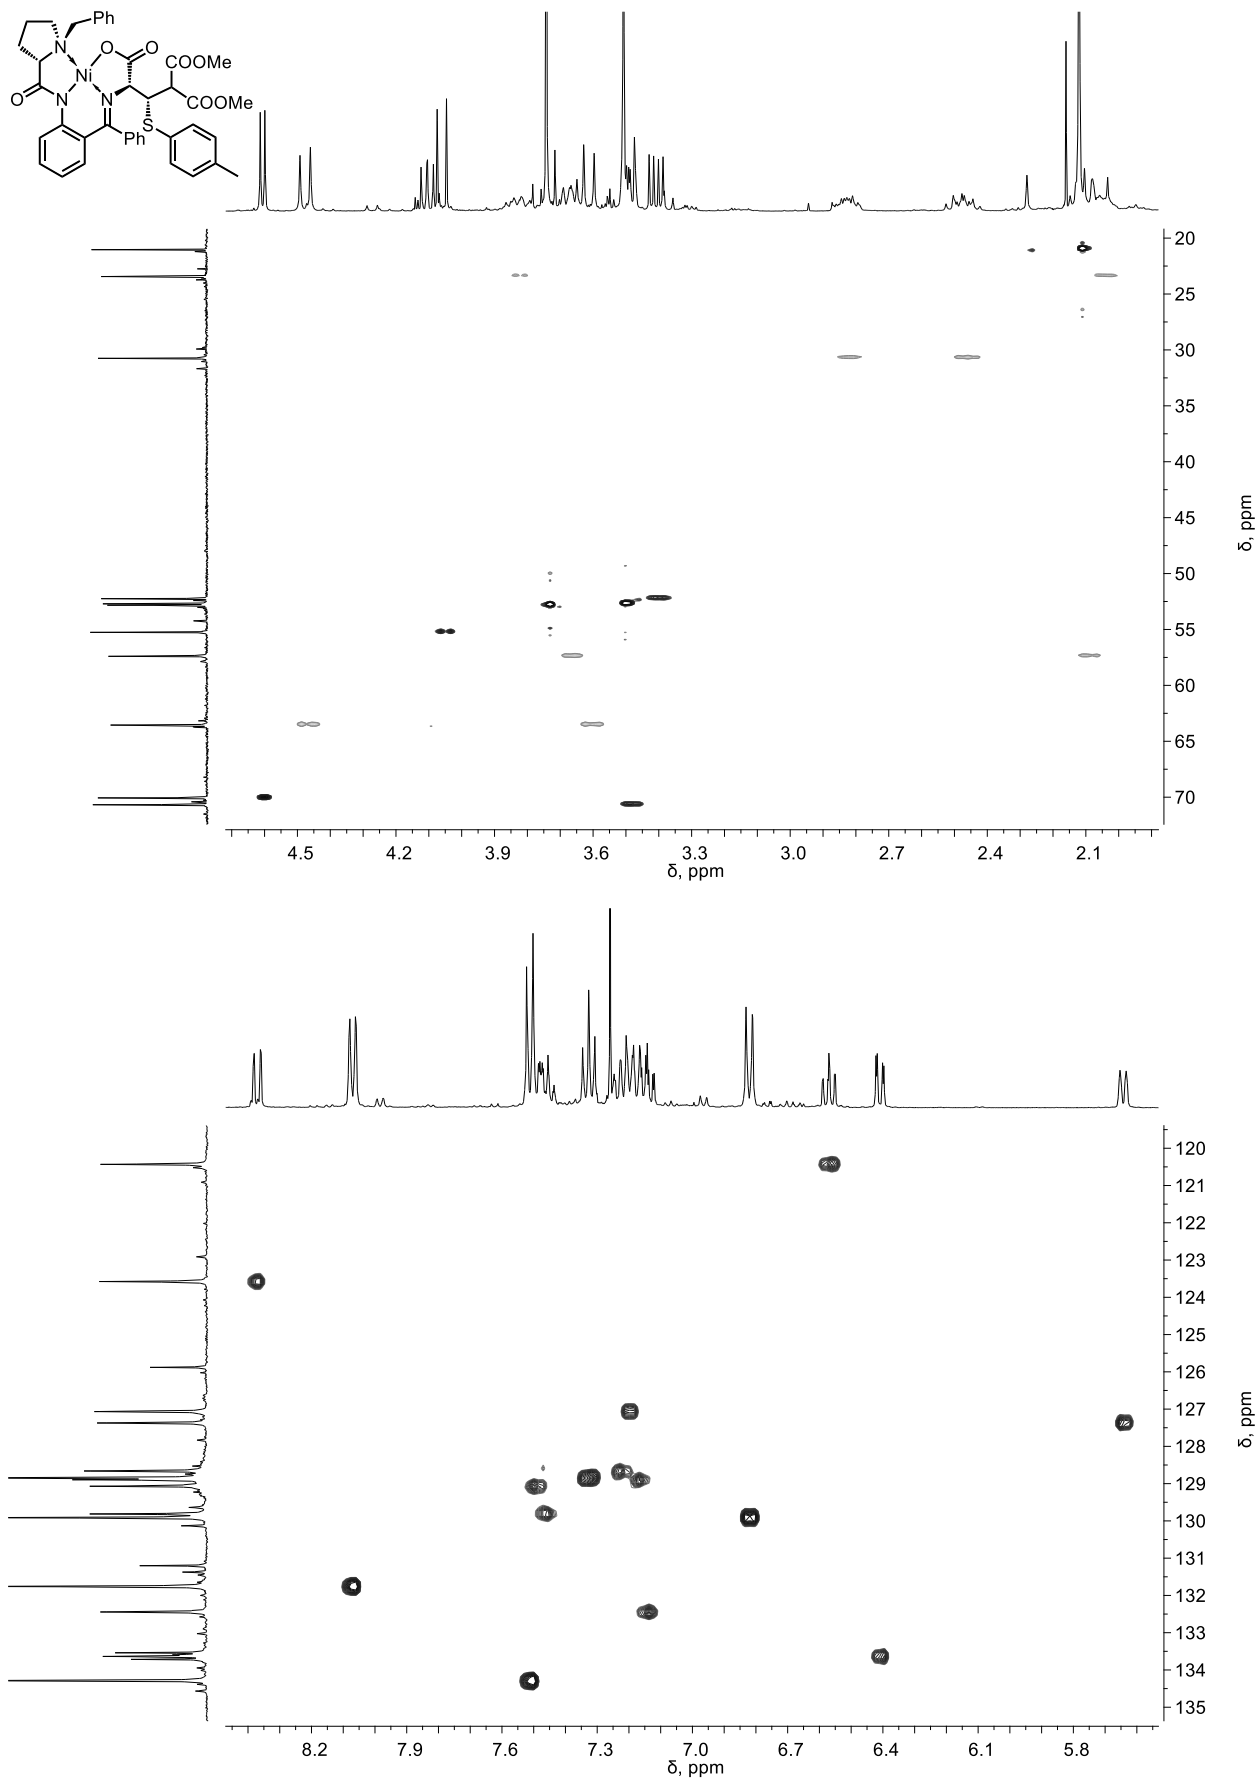 Ph
N
O
O
Ni
COOMe
O
N
N
COOMe
S
Ph
20
25
30
35
40
45
50
55
60
65
70
δ, ppm
4.5 4.2 3.9 3.6 3.3 3.0 2.7 2.4 2.1
δ, ppm
120
121
122
123
124
125
126
127
128
129
130
131
132
133
134
135
δ, ppm
8.2 7.9 7.6 7.3 7.0 6.7 6.4 6.1 5.8
δ, ppm